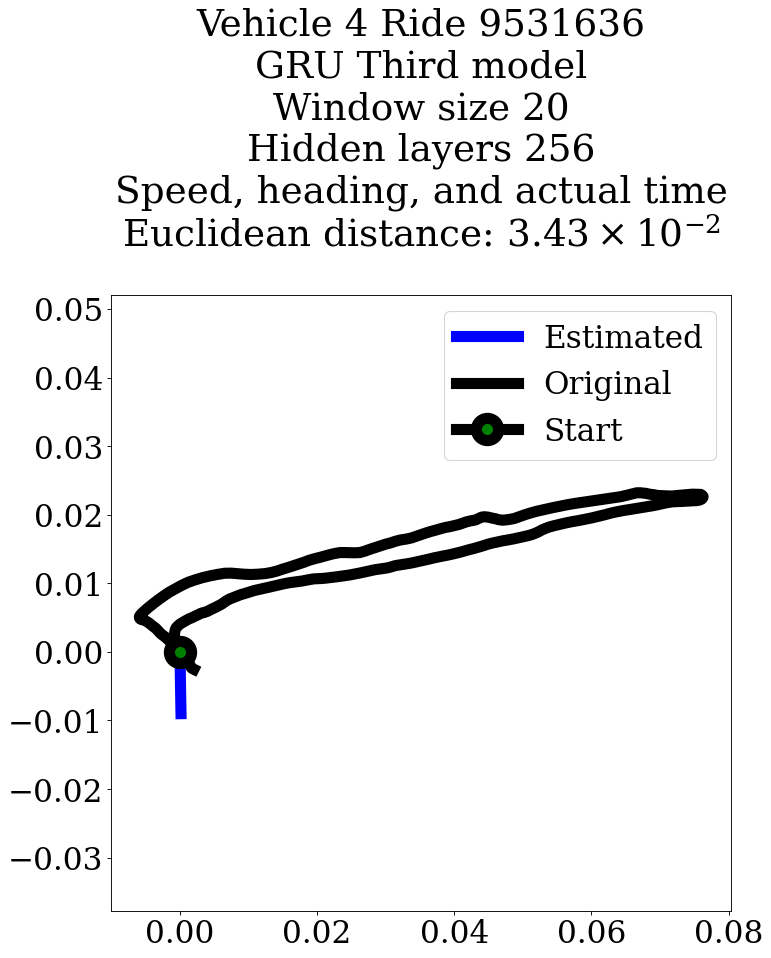 Vehicle 4 Ride 9531636
GRU Third model
Window size 20
Hidden layers 256
Speed, heading, and actual time
Euclidean distance: 3.43 × 10⁻²
Estimated
Original
Start
0.05
0.04
0.03
0.02
0.01
0.00
−0.01
−0.02
−0.03
0.00 0.02 0.04 0.06 0.08